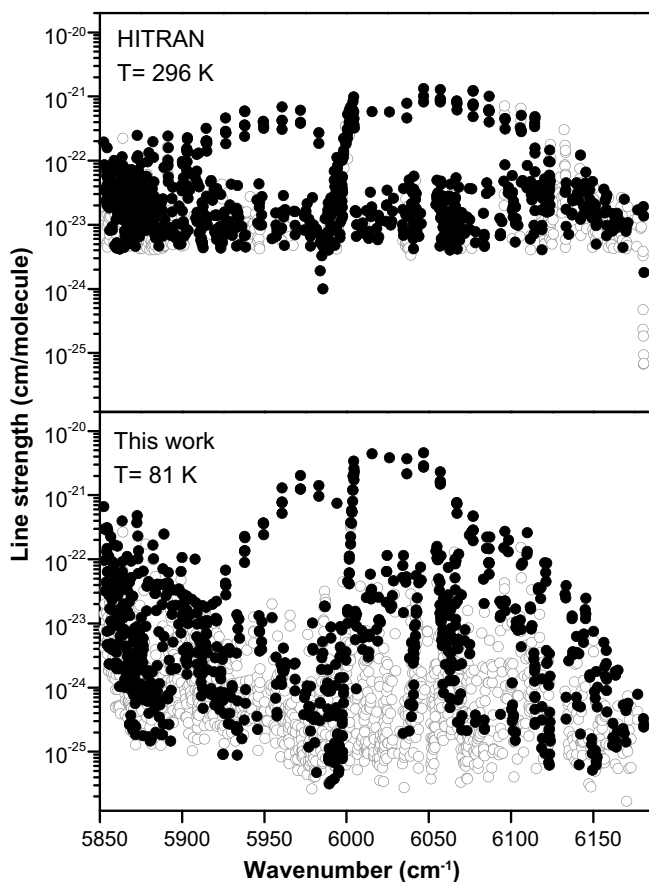 HITRAN
T= 296 K
10⁻²⁰
10⁻²¹
10⁻²²
10⁻²³
10⁻²⁴
10⁻²⁵
Line strength (cm/molecule)
This work
T= 81 K
10⁻²⁰
10⁻²¹
10⁻²²
10⁻²³
10⁻²⁴
10⁻²⁵
5850 5900 5950 6000 6050 6100 6150
Wavenumber (cm⁻¹)